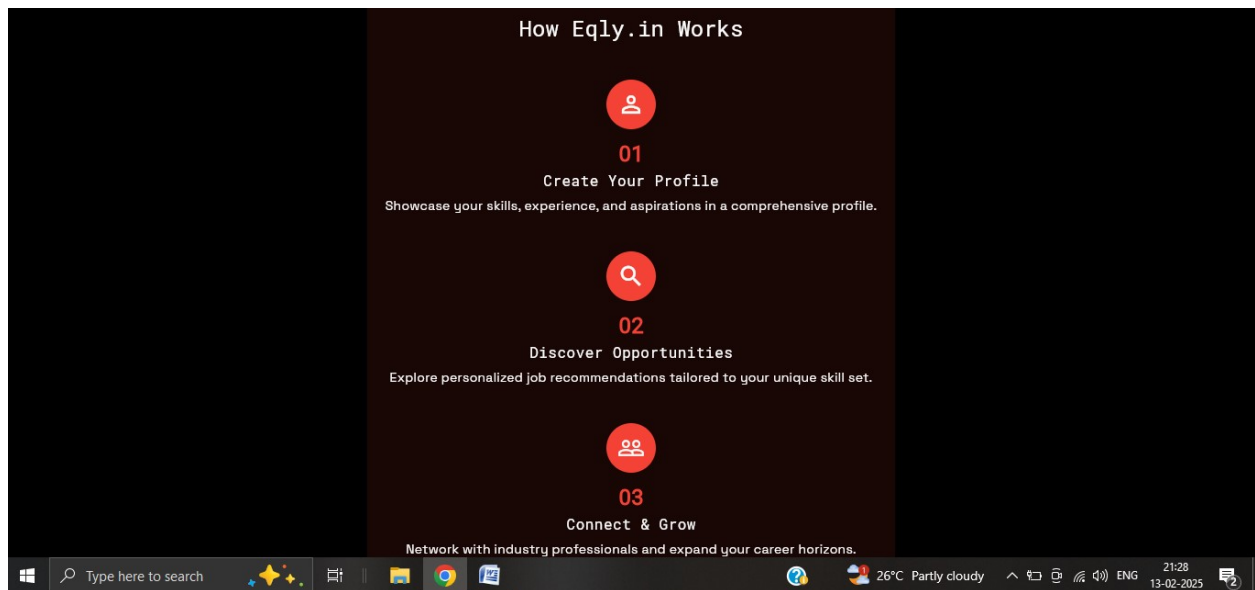 How Eqly.in Works
01
Create Your Profile
Showcase your skills, experience, and aspirations in a comprehensive profile.
02
Discover Opportunities
Explore personalized job recommendations tailored to your unique skill set.
03
Connect & Grow
Network with industry professionals and expand your career horizons.
Type here to search
26°C Partly cloudy
ENG
21:28
13-02-2025
2